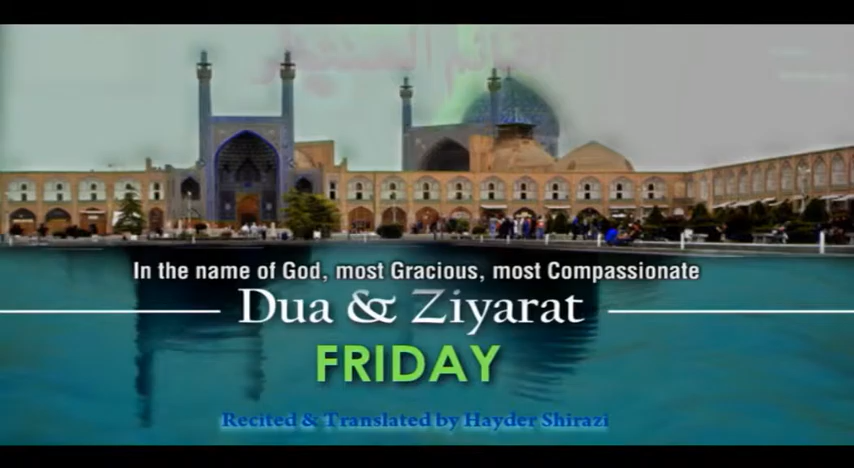 In the name of God, most Gracious, most Compassionate
Dua & Ziyarat
FRIDAY
Recited & Translated by Hayder Shirazi